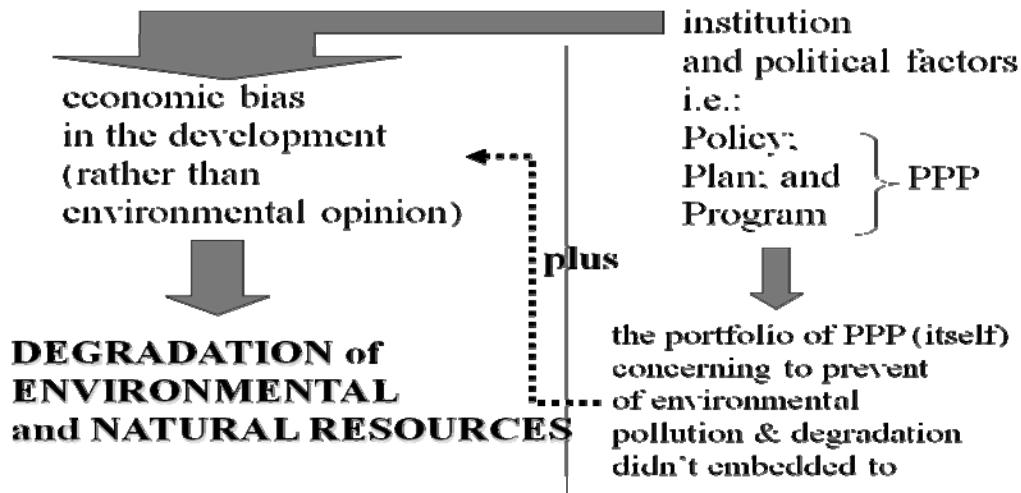 economic bias
in the development
(rather than
environmental opinion)
DEGRADATION of
ENVIRONMENTAL
and NATURAL RESOURCES
plus
institution
and political factors
i.e.:
Policy;
Plan; and
Program
PPP
the portfolio of PPP (itself)
concerning to prevent
of environmental
pollution & degradation
didn't embedded to